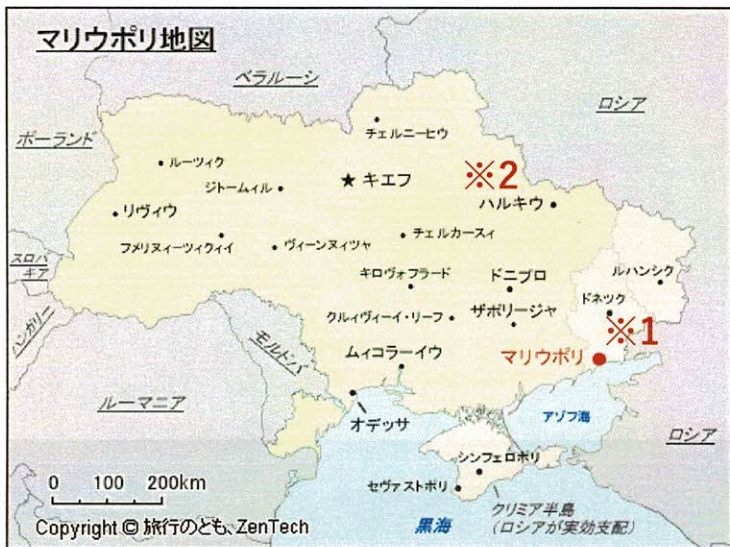 マリウポリ地図
ベラルーシ
ロシア
チェルニーヒウ
ポーランド
ルーツィク
ジトームィル
★ キエフ
※2
リヴィウ
ハルキウ
フメリヌィーツィクィイ
ヴィーンヌィツャ
チェルカースィ
スロバ
キア
キロヴォフラード
ドニプロ
ルハンシク
ドネツク
ハンガリー
モルドバ
クルィヴィーイ・リーフ
ザポリージャ
※1
ムィコラーイウ
マリウポリ
ルーマニア
オデッサ
アゾフ海
ロシア
シンフェロポリ
0 100 200km
セヴァストポリ
クリミア半島
(ロシアが実効支配)
黒海
Copyright © 旅行のとも、ZenTech